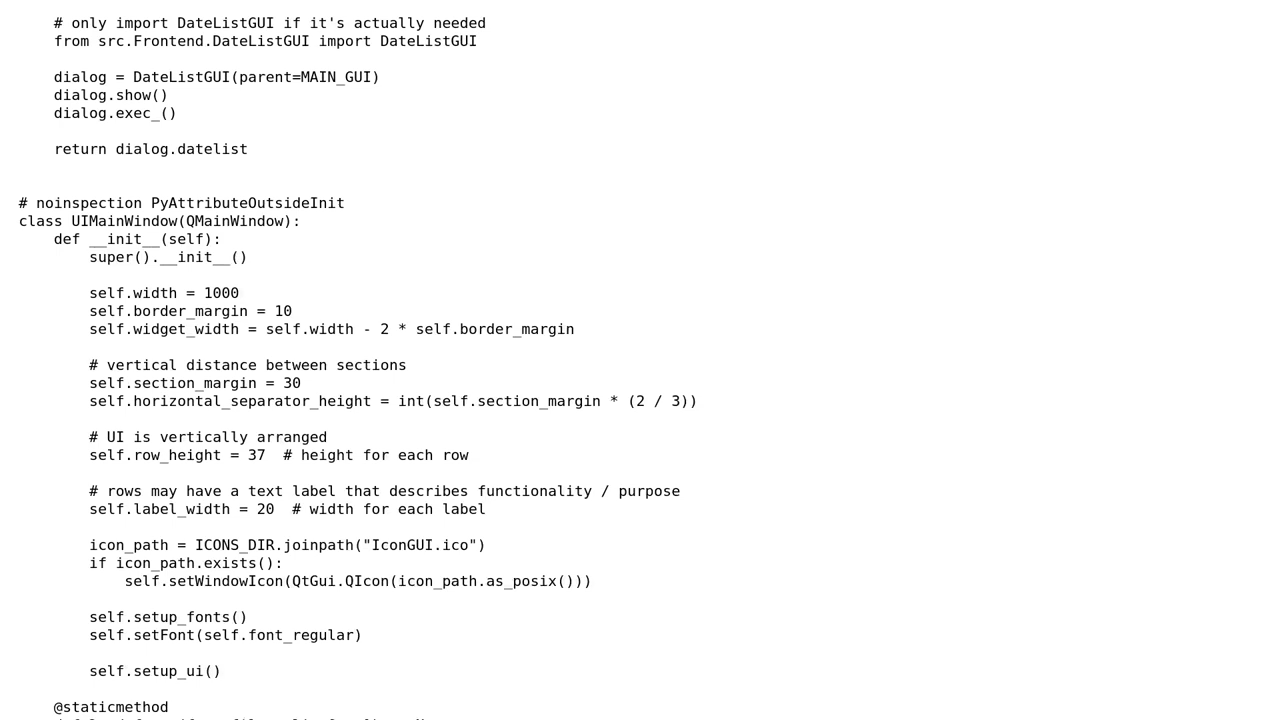 # only import DateListGUI if it's actually needed
    from src.Frontend.DateListGUI import DateListGUI

    dialog = DateListGUI(parent=MAIN_GUI)
    dialog.show()
    dialog.exec_()

    return dialog.datelist


# noinspection PyAttributeOutsideInit
class UIMainWindow(QMainWindow):
    def __init__(self):
        super().__init__()

        self.width = 1000
        self.border_margin = 10
        self.widget_width = self.width - 2 * self.border_margin

        # vertical distance between sections
        self.section_margin = 30
        self.horizontal_separator_height = int(self.section_margin * (2 / 3))

        # UI is vertically arranged
        self.row_height = 37  # height for each row

        # rows may have a text label that describes functionality / purpose
        self.label_width = 20  # width for each label

        icon_path = ICONS_DIR.joinpath("IconGUI.ico")
        if icon_path.exists():
            self.setWindowIcon(QtGui.QIcon(icon_path.as_posix()))

        self.setup_fonts()
        self.setFont(self.font_regular)

        self.setup_ui()

    @staticmethod